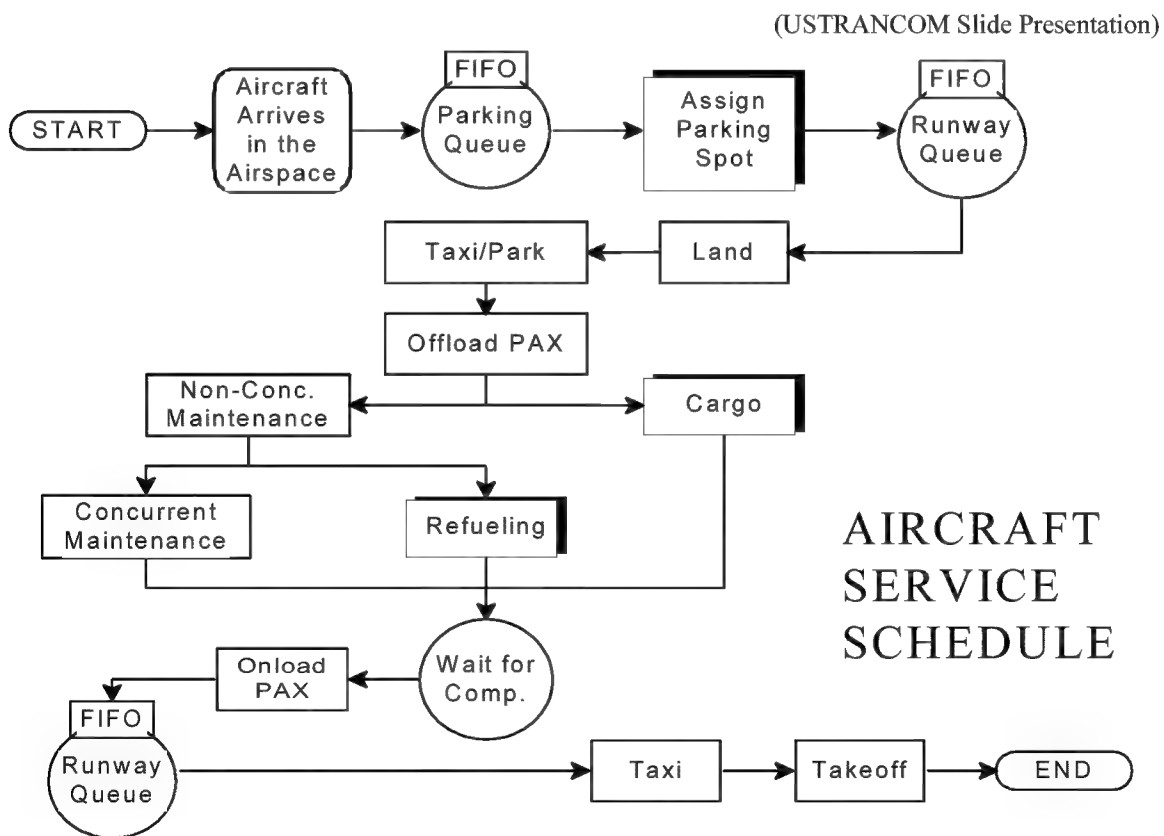 (USTRANCOM Slide Presentation)
START
Aircraft
Arrives
in the
Airspace
FIFO
Parking
Queue
Assign
Parking
Spot
FIFO
Runway
Queue
Taxi/Park
Land
Offload PAX
Non-Conc.
Maintenance
Cargo
Concurrent
Maintenance
Refueling
AIRCRAFT
SERVICE
SCHEDULE
Wait for
Comp.
Onload
PAX
FIFO
Runway
Queue
Taxi
Takeoff
END